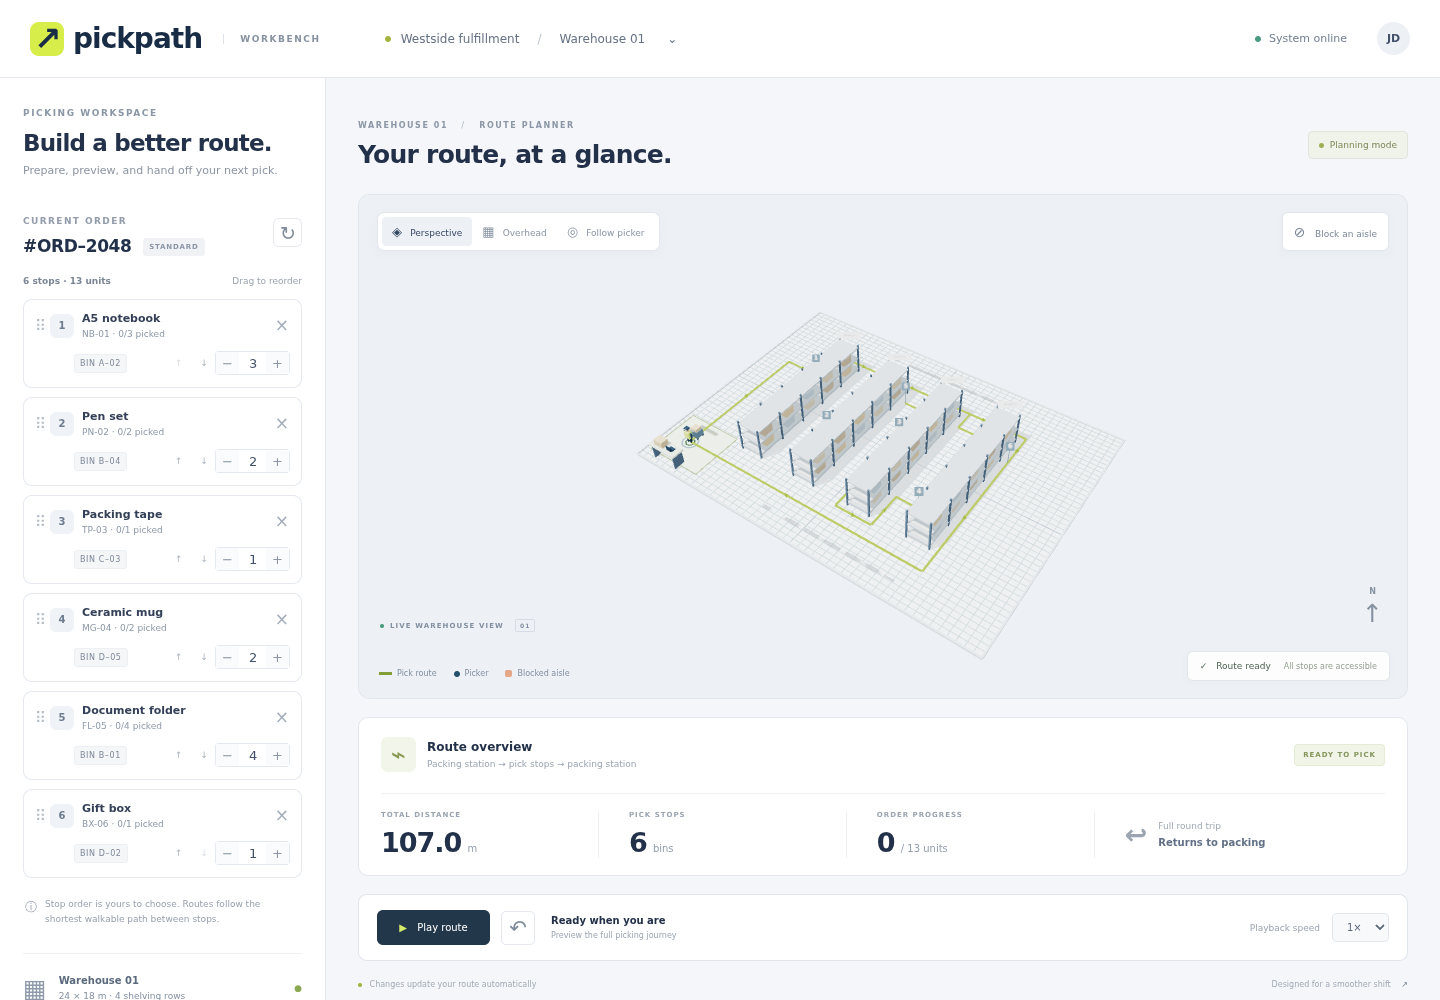 pickpath
WORKBENCH
Westside fulfillment / Warehouse 01
System online
JD
PICKING WORKSPACE
Build a better route.
Prepare, preview, and hand off your next pick.
CURRENT ORDER
#ORD–2048 STANDARD
6 stops · 13 units Drag to reorder
1 A5 notebook
NB-01 · 0/3 picked
BIN A–02 ↑ ↓ − 3 +
2 Pen set
PN-02 · 0/2 picked
BIN B–04 ↑ ↓ − 2 +
3 Packing tape
TP-03 · 0/1 picked
BIN C–03 ↑ ↓ − 1 +
4 Ceramic mug
MG-04 · 0/2 picked
BIN D–05 ↑ ↓ − 2 +
5 Document folder
FL-05 · 0/4 picked
BIN B–01 ↑ ↓ − 4 +
6 Gift box
BX-06 · 0/1 picked
BIN D–02 ↑ ↓ − 1 +
Stop order is yours to choose. Routes follow the
shortest walkable path between stops.
Warehouse 01
24 × 18 m · 4 shelving rows
WAREHOUSE 01 / ROUTE PLANNER
Your route, at a glance.
Planning mode
Perspective Overhead Follow picker
Block an aisle
N
LIVE WAREHOUSE VIEW 01
Pick route Picker Blocked aisle
✓ Route ready All stops are accessible
Route overview
Packing station → pick stops → packing station
READY TO PICK
TOTAL DISTANCE
107.0 m
PICK STOPS
6 bins
ORDER PROGRESS
0 / 13 units
Full round trip
Returns to packing
Play route
Ready when you are
Preview the full picking journey
Playback speed 1×
Changes update your route automatically
Designed for a smoother shift ↗